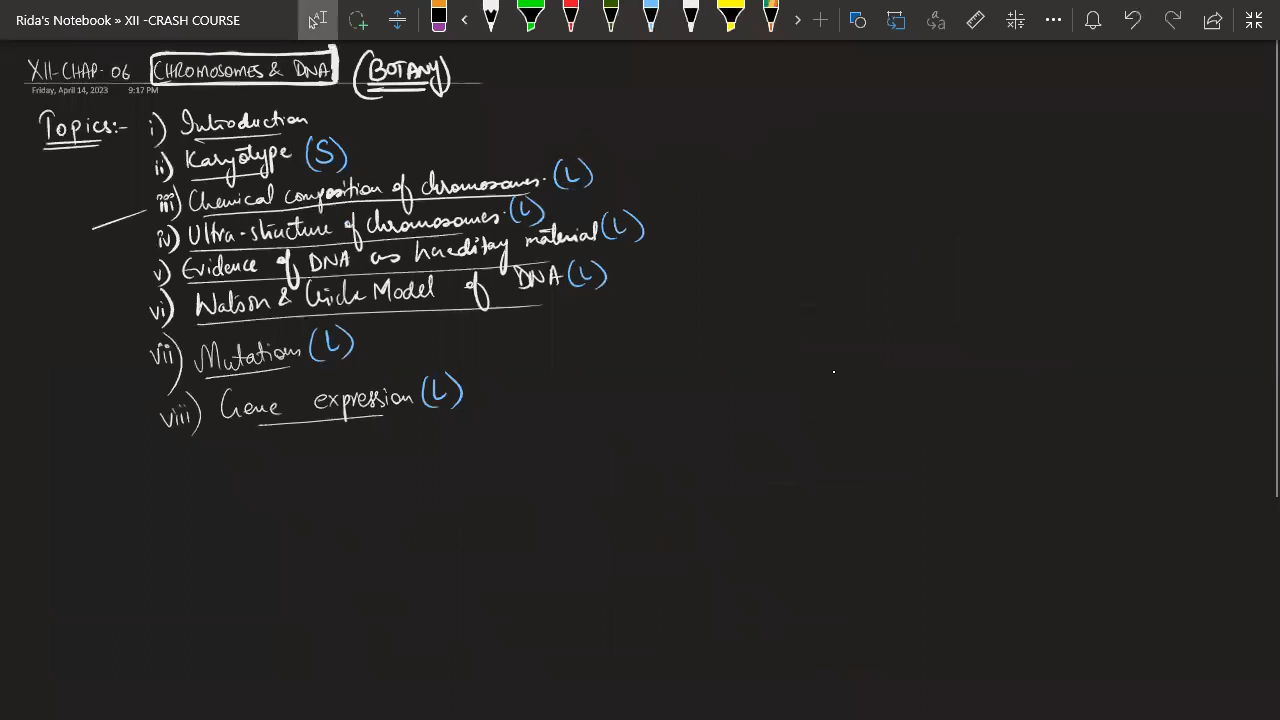 Rida's Notebook » XII -CRASH COURSE
XII-CHAP-06 CHROMOSOMES & DNA (BOTANY)
Friday, April 14, 2023 9:17 PM
Topics:- i) Introduction
ii) Karyotype (S)
iii) Chemical composition of chromosomes. (L)
iv) Ultra-structure of chromosomes. (L)
v) Evidence of DNA as hereditay material (L)
vi) Watson & Crick Model of DNA (L)
vii) Mutations (L)
viii) Gene expression (L)